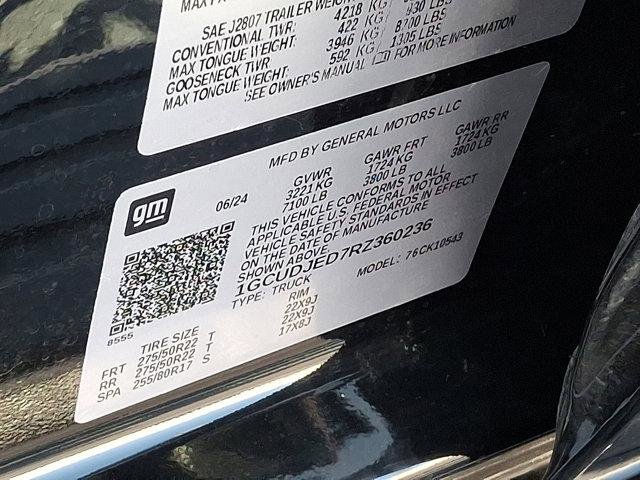 SAE J2807 TRAILER WEIGHT
CONVENTIONAL TWR: 4218 KG / LBS
MAX TONGUE WEIGHT: 422 KG / 930 LBS
GOOSENECK TWR 3946 KG / 8700 LBS
MAX TONGUE WEIGHT: 592 KG / 1305 LBS
SEE OWNER'S MANUAL FOR MORE INFORMATION
MFD BY GENERAL MOTORS LLC
gm
06/24
GVWR GAWR FRT GAWR RR
3221 KG 1724 KG 1724 KG
7100 LB 3800 LB 3800 LB
THIS VEHICLE CONFORMS TO ALL
APPLICABLE U.S. FEDERAL MOTOR
VEHICLE SAFETY STANDARDS IN EFFECT
ON THE DATE OF MANUFACTURE
SHOWN ABOVE.
1GCUDJED7RZ360236
TYPE: TRUCK MODEL: 76CK10543
8555
TIRE SIZE RIM
FRT 275/50R22 T 22X9J
RR 275/50R22 T 22X9J
SPA 255/80R17 S 17X8J